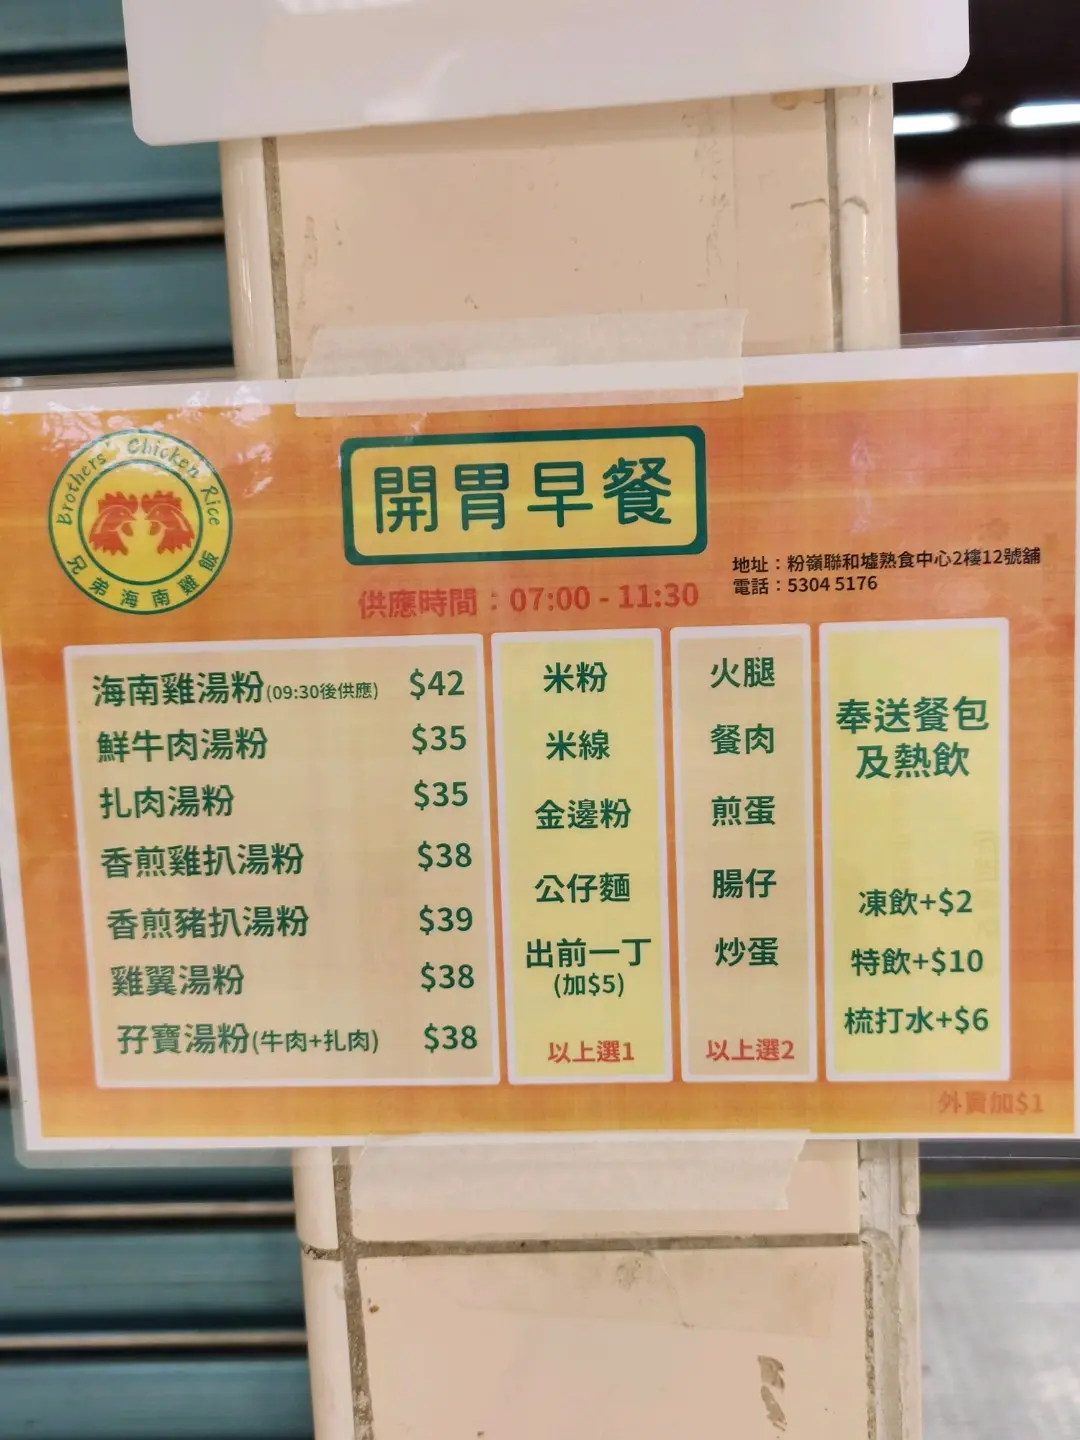 Brothers' Chicken Rice
兄弟海南雞飯
開胃早餐
地址：粉嶺聯和墟熟食中心2樓12號舖
電話：5304 5176
供應時間：07:00 - 11:30
海南雞湯粉(09:30後供應) $42
鮮牛肉湯粉 $35
扎肉湯粉 $35
香煎雞扒湯粉 $38
香煎豬扒湯粉 $39
雞翼湯粉 $38
孖寶湯粉(牛肉+扎肉) $38
米粉
米線
金邊粉
公仔麵
出前一丁
(加$5)
以上選1
火腿
餐肉
煎蛋
腸仔
炒蛋
以上選2
奉送餐包
及熱飲
凍飲+$2
特飲+$10
梳打水+$6
外賣加$1